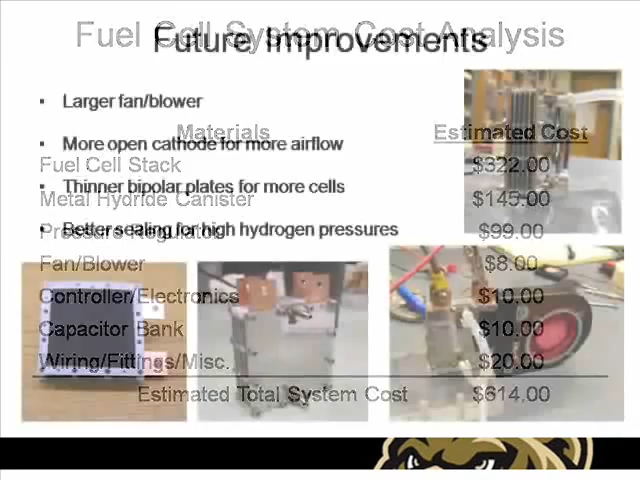 Fuel Cell System Cost Analysis
Future Improvements
Larger fan/blower
Materials Estimated Cost
More open cathode for more airflow
Fuel Cell Stack $322.00
Thinner bipolar plates for more cells
Metal Hydride Canister $145.00
Better sealing for high hydrogen pressures
Pressure Regulator $99.00
Fan/Blower $8.00
Controller/Electronics $10.00
Capacitor Bank $10.00
Wiring/Fittings/Misc. $20.00
Estimated Total System Cost $614.00